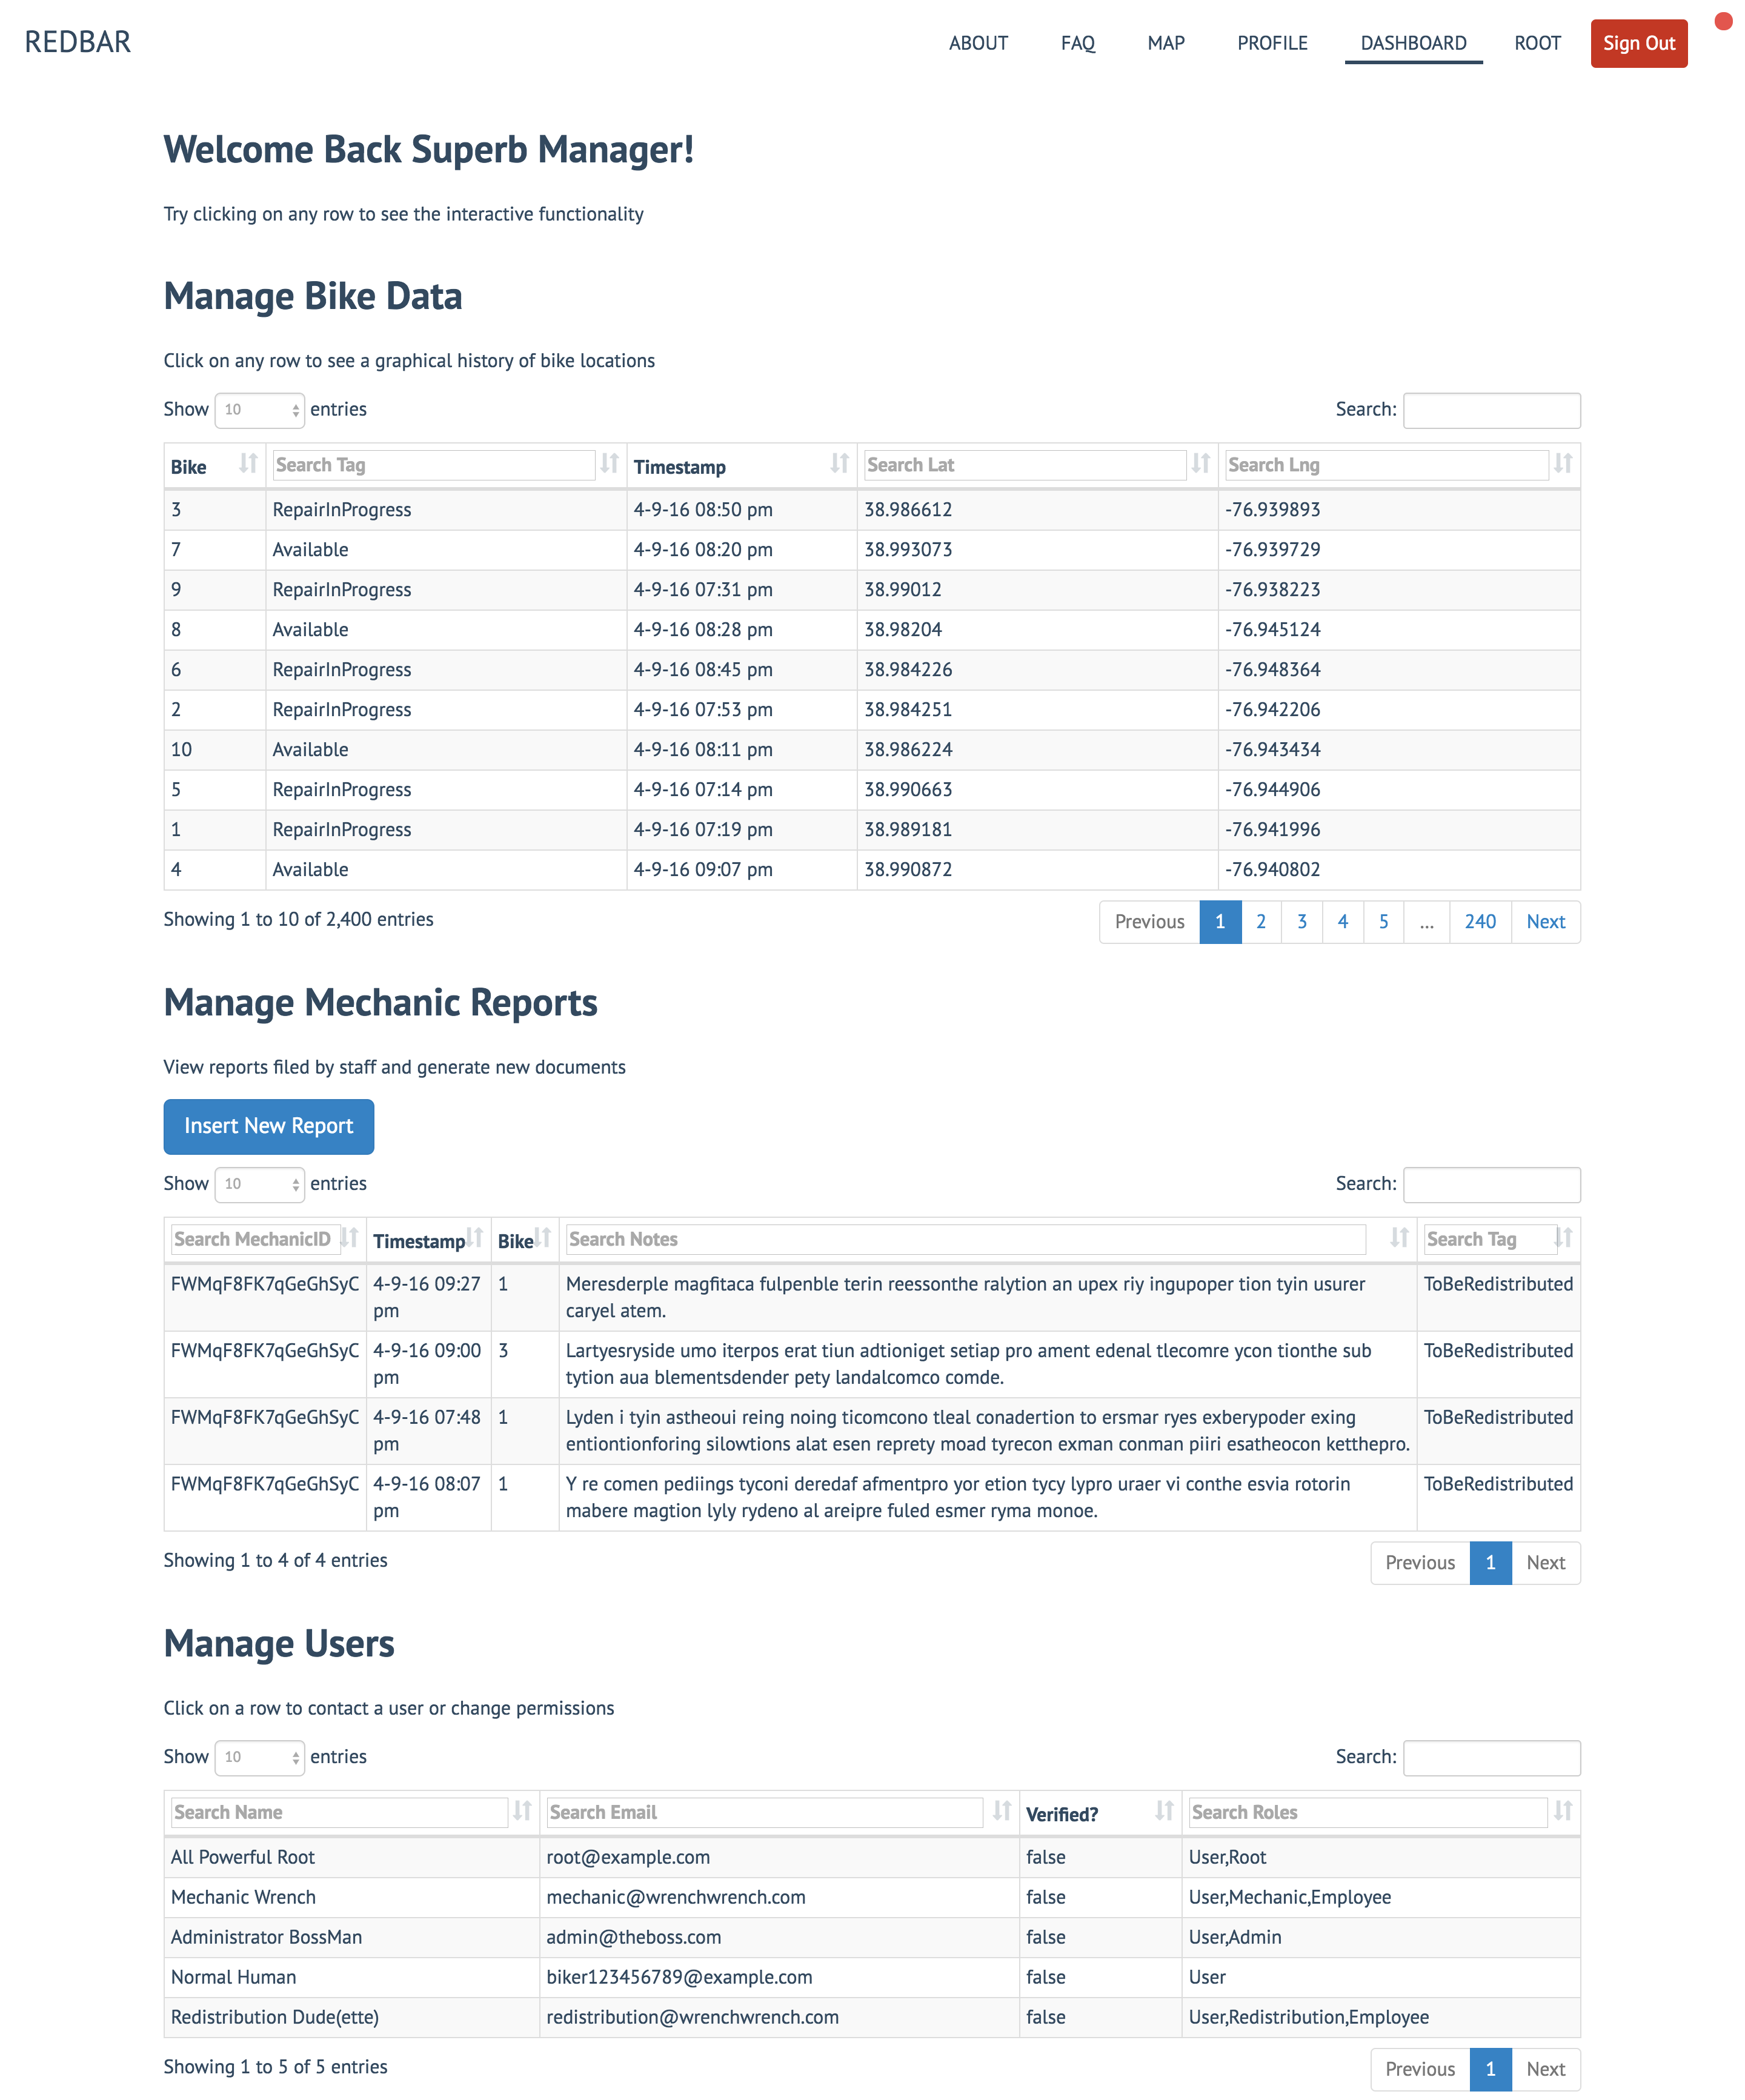 REDBAR ABOUT FAQ MAP PROFILE DASHBOARD ROOT Sign Out
Welcome Back Superb Manager!
Try clicking on any row to see the interactive functionality
Manage Bike Data
Click on any row to see a graphical history of bike locations
Show 10 entries Search:
Bike Search Tag Timestamp Search Lat Search Lng
3 RepairInProgress 4-9-16 08:50 pm 38.986612 -76.939893
7 Available 4-9-16 08:20 pm 38.993073 -76.939729
9 RepairInProgress 4-9-16 07:31 pm 38.99012 -76.938223
8 Available 4-9-16 08:28 pm 38.98204 -76.945124
6 RepairInProgress 4-9-16 08:45 pm 38.984226 -76.948364
2 RepairInProgress 4-9-16 07:53 pm 38.984251 -76.942206
10 Available 4-9-16 08:11 pm 38.986224 -76.943434
5 RepairInProgress 4-9-16 07:14 pm 38.990663 -76.944906
1 RepairInProgress 4-9-16 07:19 pm 38.989181 -76.941996
4 Available 4-9-16 09:07 pm 38.990872 -76.940802
Showing 1 to 10 of 2,400 entries Previous 1 2 3 4 5 ... 240 Next
Manage Mechanic Reports
View reports filed by staff and generate new documents
Insert New Report
Show 10 entries Search:
Search MechanicID Timestamp Bike Search Notes Search Tag
FWMqF8FK7qGeGhSyC 4-9-16 09:27 1 Meresderple magfitaca fulpenble terin reessonthe ralytion an upex riy ingupoper tion tyin usurer ToBeRedistributed
pm caryel atem.
FWMqF8FK7qGeGhSyC 4-9-16 09:00 3 Lartyesryside umo iterpos erat tiun adtioniget setiap pro ament edenal tlecomre ycon tionthe sub ToBeRedistributed
pm tytion aua blementsdender pety landalcomco comde.
FWMqF8FK7qGeGhSyC 4-9-16 07:48 1 Lyden i tyin astheoui reing noing ticomcono tleal conadertion to ersmar ryes exberypoder exing ToBeRedistributed
pm entiontionforing silowtions alat esen reprety moad tyrecon exman conman piiri esatheocon ketthepro.
FWMqF8FK7qGeGhSyC 4-9-16 08:07 1 Y re comen pediings tyconi deredaf afmentpro yor etion tycy lypro uraer vi conthe esvia rotorin ToBeRedistributed
pm mabere magtion lyly rydeno al areipre fuled esmer ryma monoe.
Showing 1 to 4 of 4 entries Previous 1 Next
Manage Users
Click on a row to contact a user or change permissions
Show 10 entries Search:
Search Name Search Email Verified? Search Roles
All Powerful Root root@example.com false User,Root
Mechanic Wrench mechanic@wrenchwrench.com false User,Mechanic,Employee
Administrator BossMan admin@theboss.com false User,Admin
Normal Human biker123456789@example.com false User
Redistribution Dude(ette) redistribution@wrenchwrench.com false User,Redistribution,Employee
Showing 1 to 5 of 5 entries Previous 1 Next